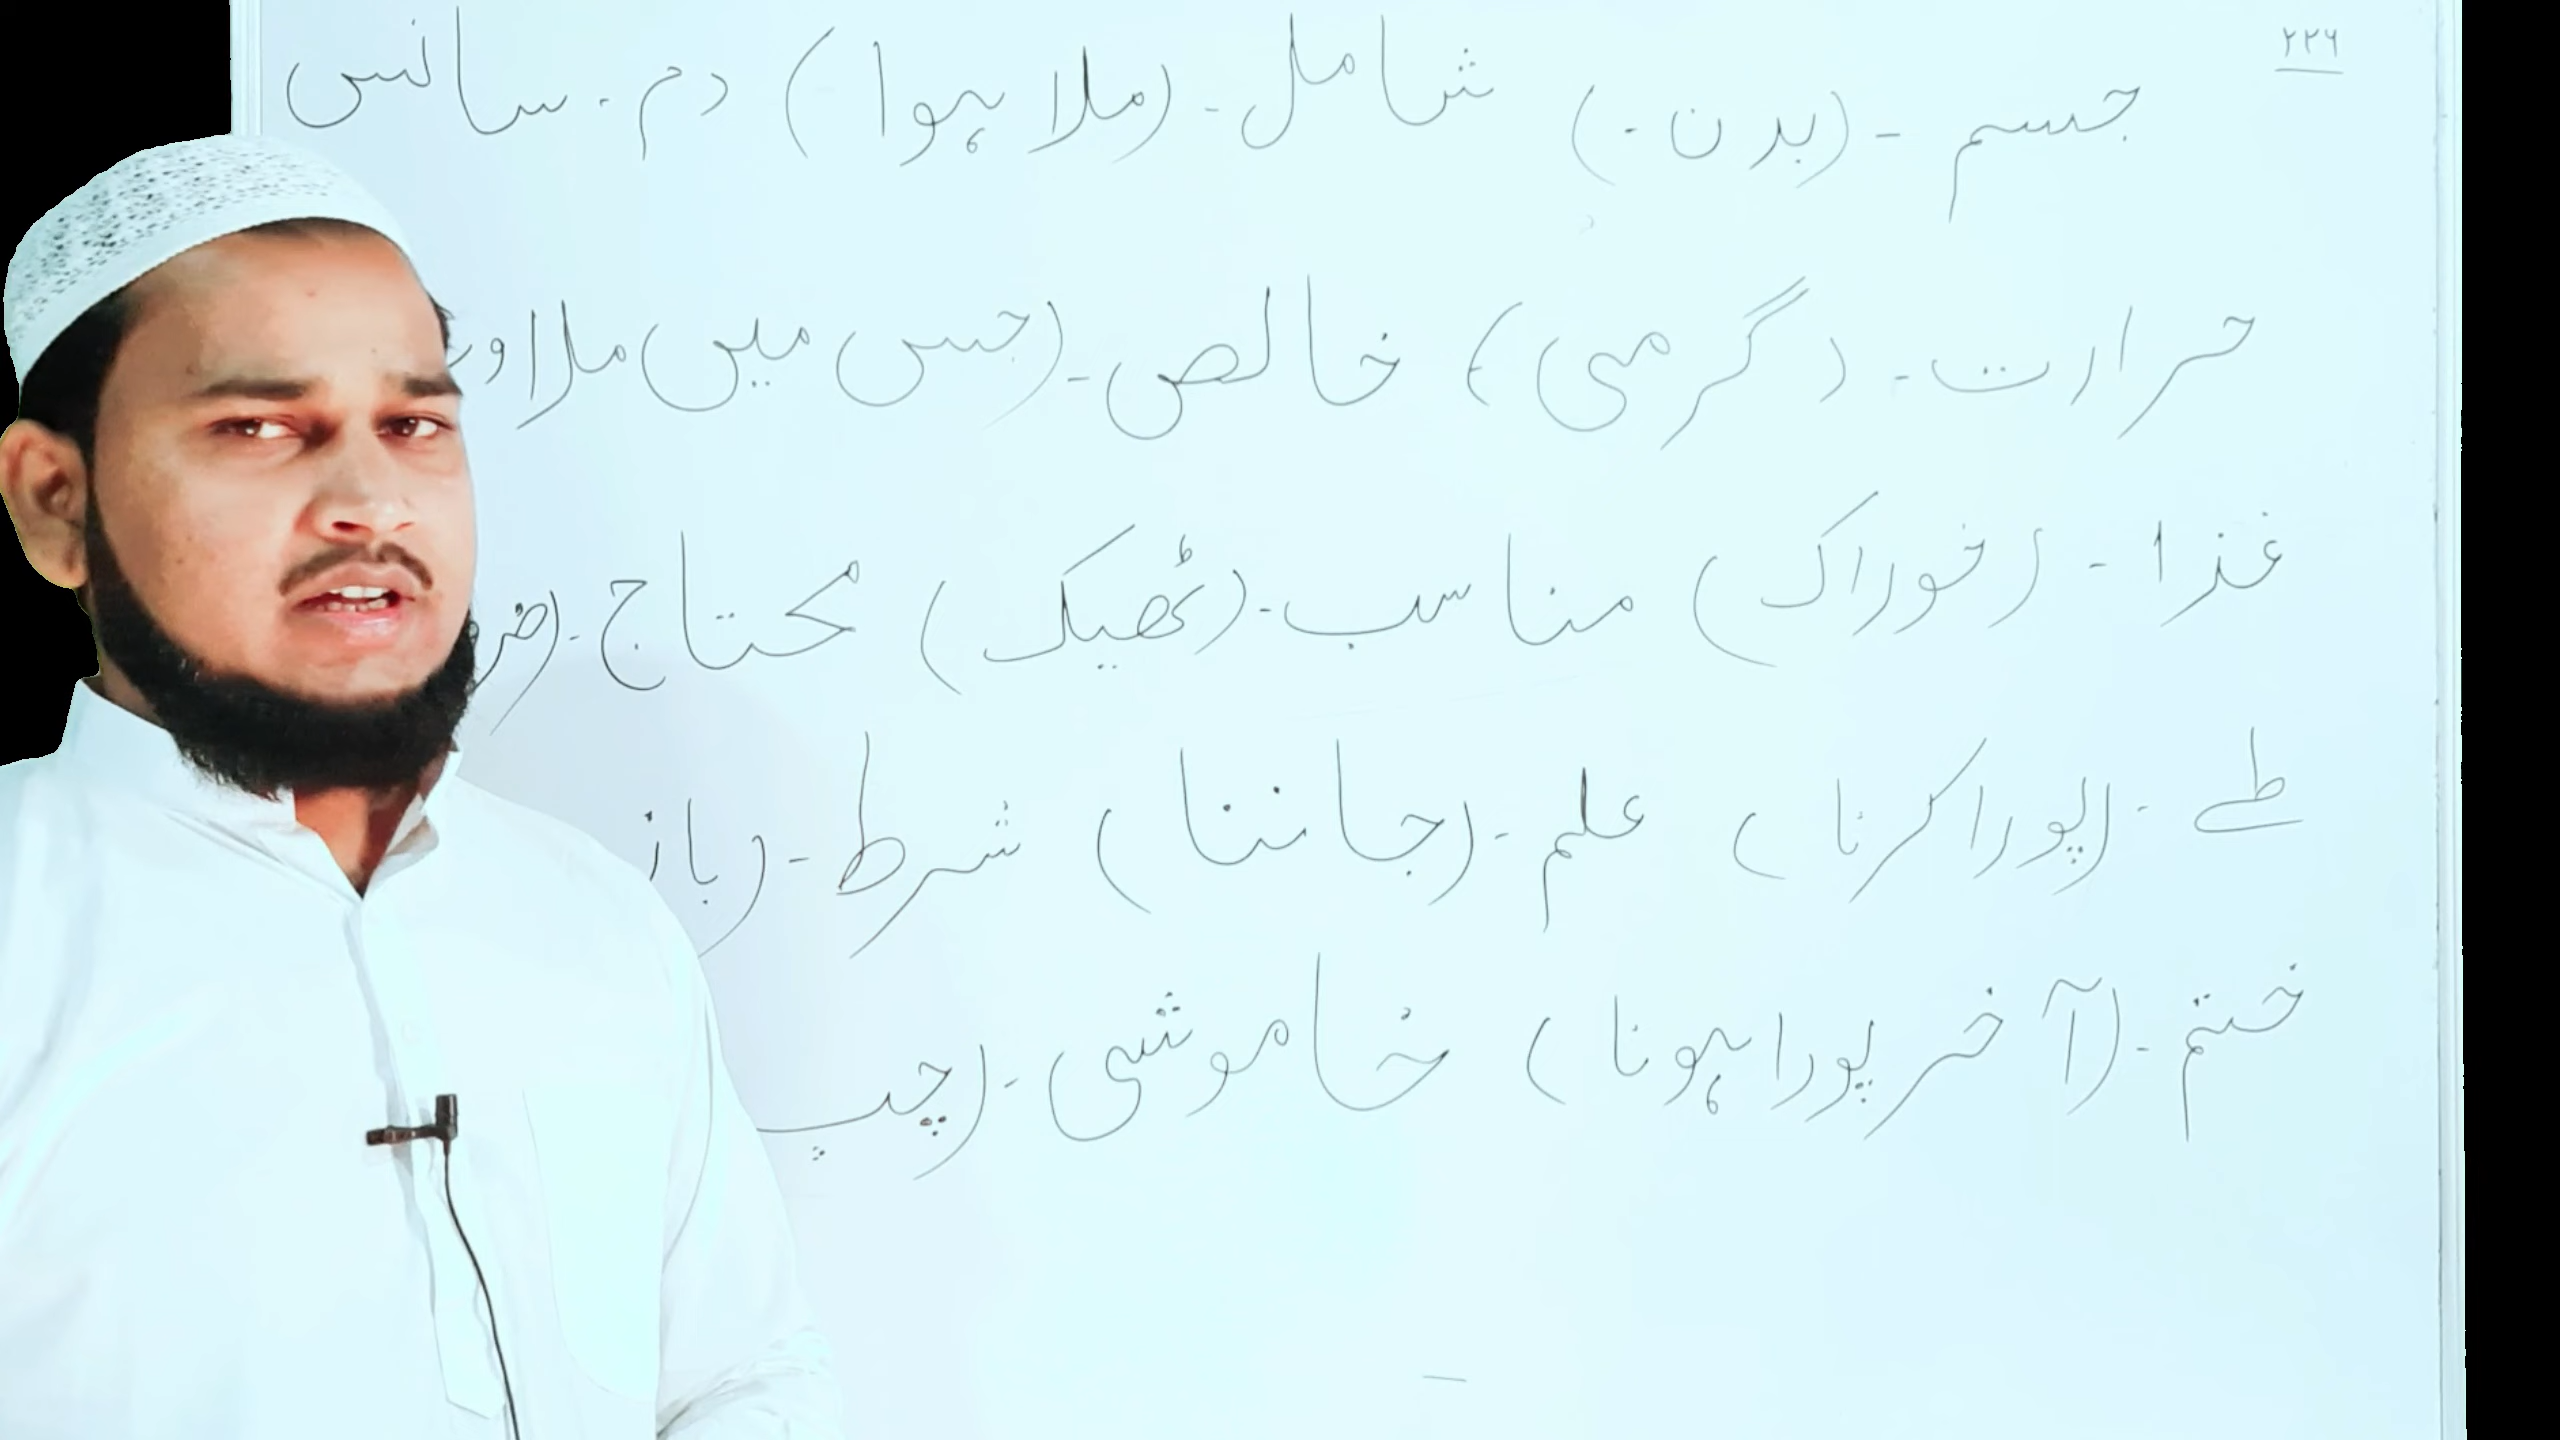 ۲۲۶
جسم - (بدن ۰) شامل - (ملا ہوا) دم - سانس
حرارت - (گرمی) خالص - (جس میں
غذا - (خوراک) مناسب - (ٹھیک) محتاج - (
طے - (پورا کرنا) علم - (جاننا) شرط - (
ختم - (آخر پورا ہونا) خاموشی - (چپ